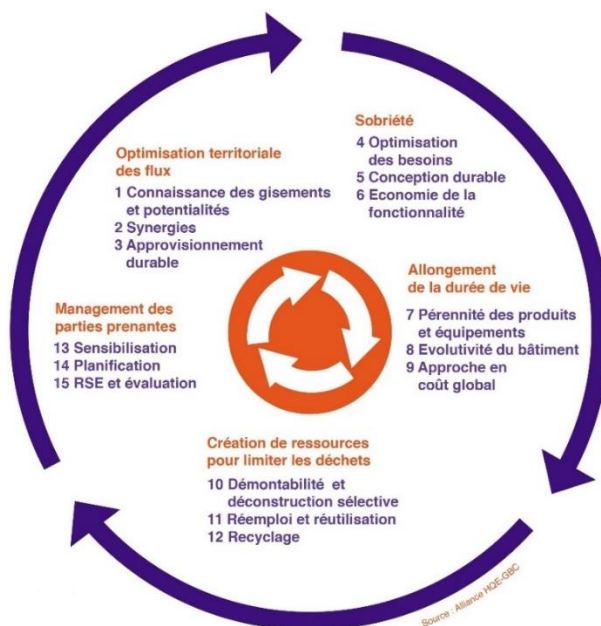 Optimisation territoriale
des flux
1 Connaissance des gisements
et potentialités
2 Synergies
3 Approvisionnement
durable
Sobriété
4 Optimisation
des besoins
5 Conception durable
6 Economie de la
fonctionnalité
Allongement
de la durée de vie
7 Pérennité des produits
et équipements
8 Evolutivité du bâtiment
9 Approche en
coût global
Création de ressources
pour limiter les déchets
10 Démontabilité et
déconstruction sélective
11 Réemploi et réutilisation
12 Recyclage
Management des
parties prenantes
13 Sensibilisation
14 Planification
15 RSE et évaluation
Source : Alliance HQE-GBC